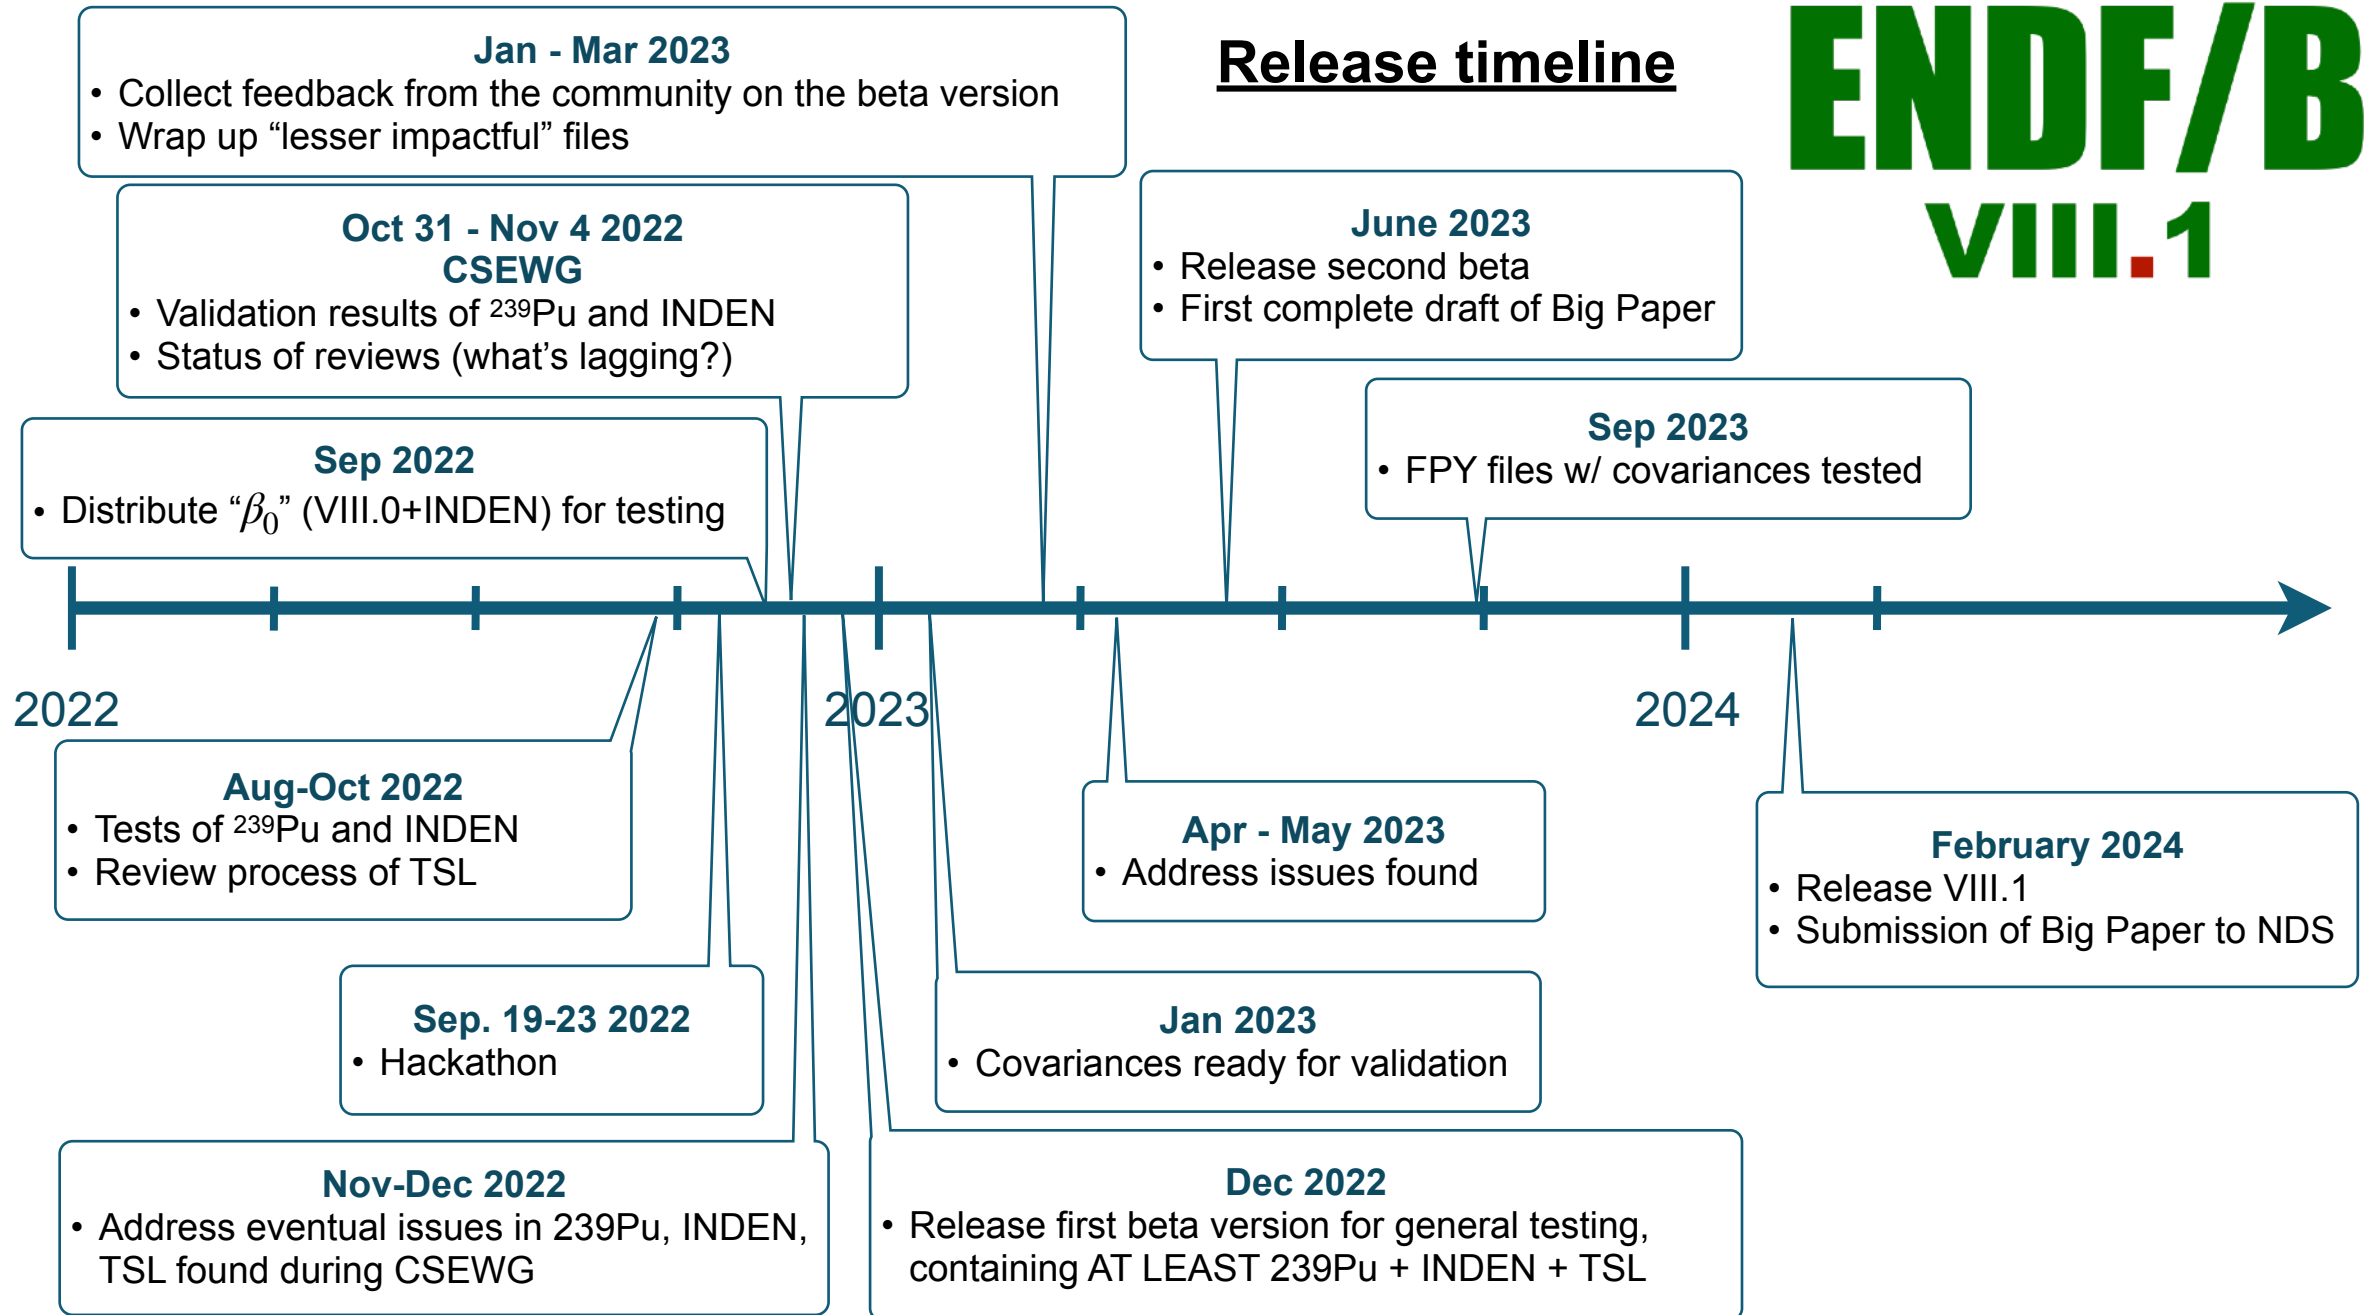 Release timeline
ENDF/B
VIII.1
Jan - Mar 2023
• Collect feedback from the community on the beta version
• Wrap up “lesser impactful” files
Oct 31 - Nov 4 2022
CSEWG
• Validation results of ²³⁹Pu and INDEN
• Status of reviews (what’s lagging?)
June 2023
• Release second beta
• First complete draft of Big Paper
Sep 2022
• Distribute “β₀” (VIII.0+INDEN) for testing
Sep 2023
• FPY files w/ covariances tested
2022
2023
2024
Aug-Oct 2022
• Tests of ²³⁹Pu and INDEN
• Review process of TSL
Apr - May 2023
• Address issues found
February 2024
• Release VIII.1
• Submission of Big Paper to NDS
Sep. 19-23 2022
• Hackathon
Jan 2023
• Covariances ready for validation
Nov-Dec 2022
• Address eventual issues in 239Pu, INDEN,
TSL found during CSEWG
Dec 2022
• Release first beta version for general testing,
containing AT LEAST 239Pu + INDEN + TSL